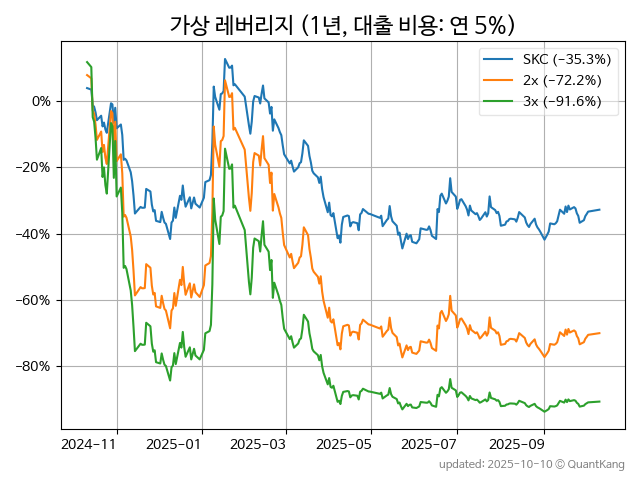 가상 레버리지 (1년, 대출 비용: 연 5%)
SKC (−35.3%)
2x (−72.2%)
3x (−91.6%)
0%
−20%
−40%
−60%
−80%
2024-11 2025-01 2025-03 2025-05 2025-07 2025-09
updated: 2025-10-10 © QuantKang